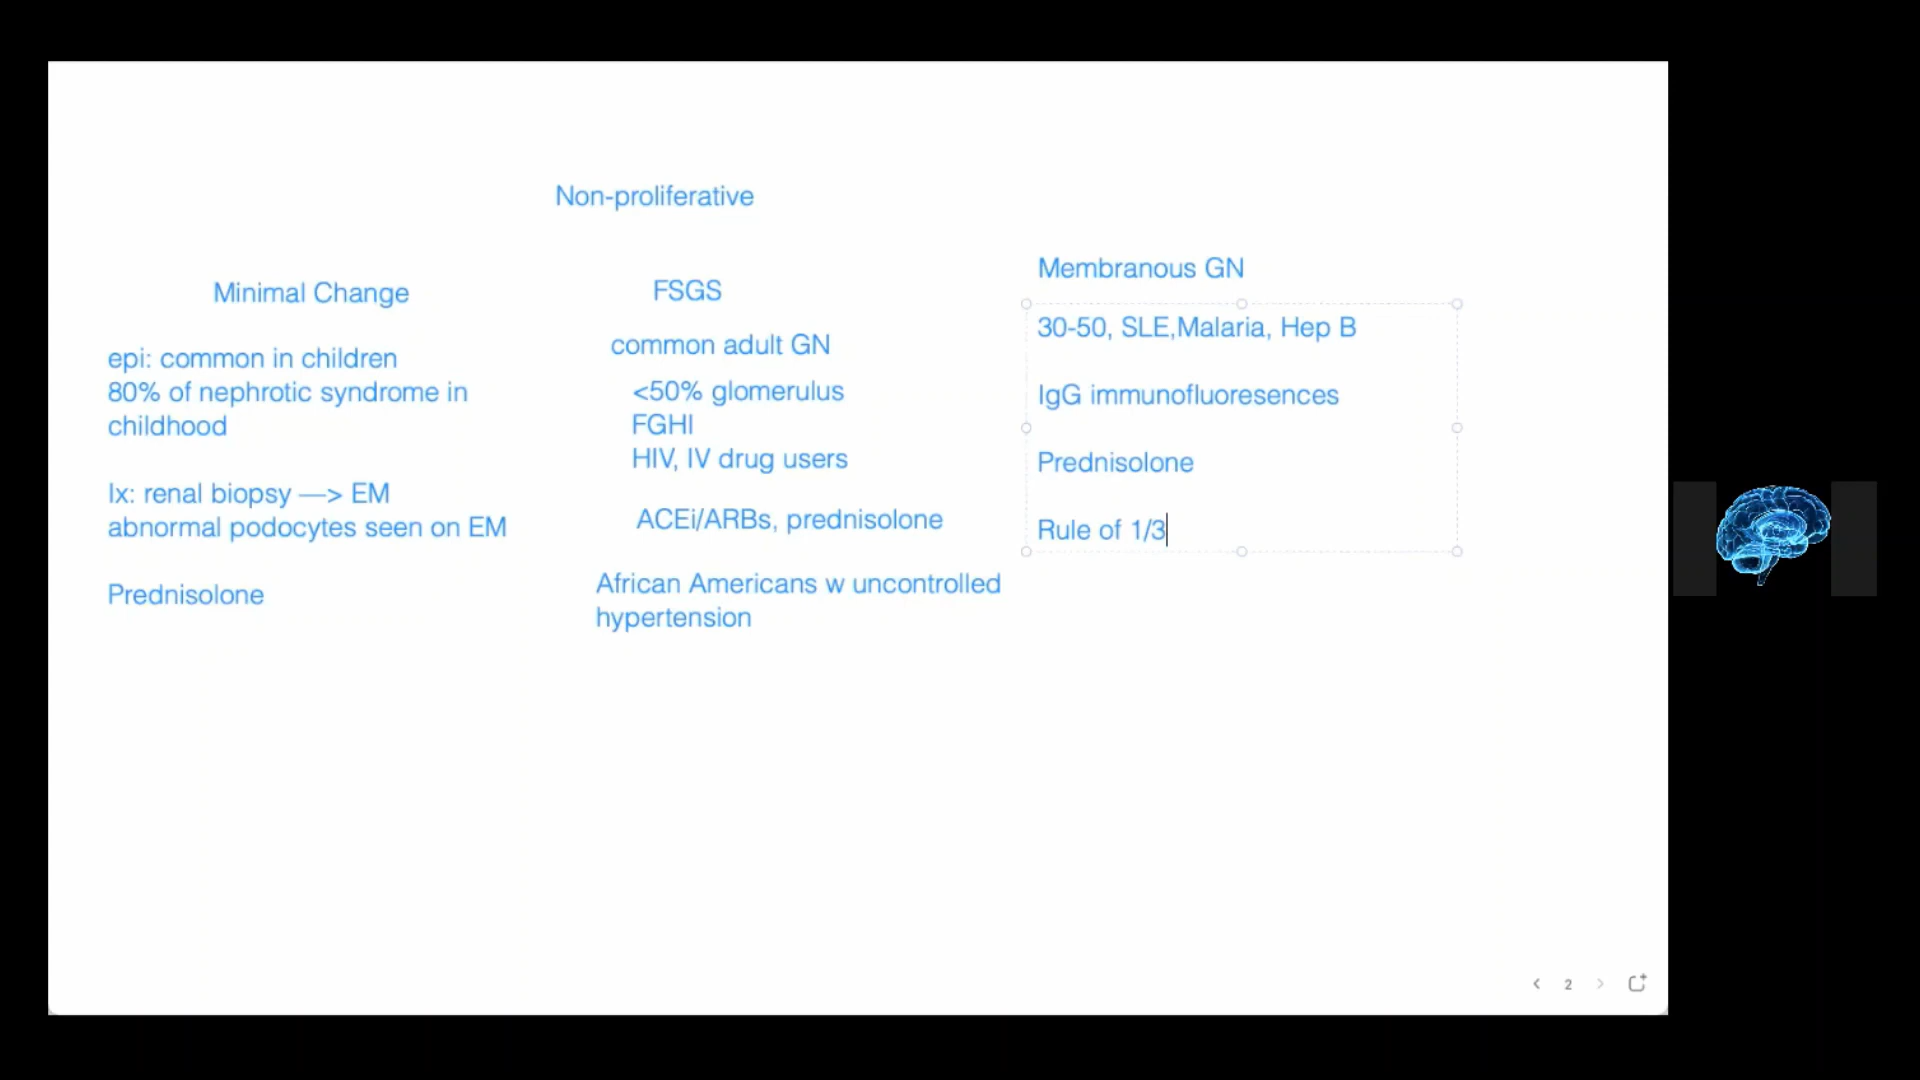 Non-proliferative
Minimal Change
epi: common in children
80% of nephrotic syndrome in
childhood
Ix: renal biopsy —> EM
abnormal podocytes seen on EM
Prednisolone
FSGS
common adult GN
<50% glomerulus
FGHI
HIV, IV drug users
ACEi/ARBs, prednisolone
African Americans w uncontrolled
hypertension
Membranous GN
30-50, SLE,Malaria, Hep B
IgG immunofluoresences
Prednisolone
Rule of 1/3
2